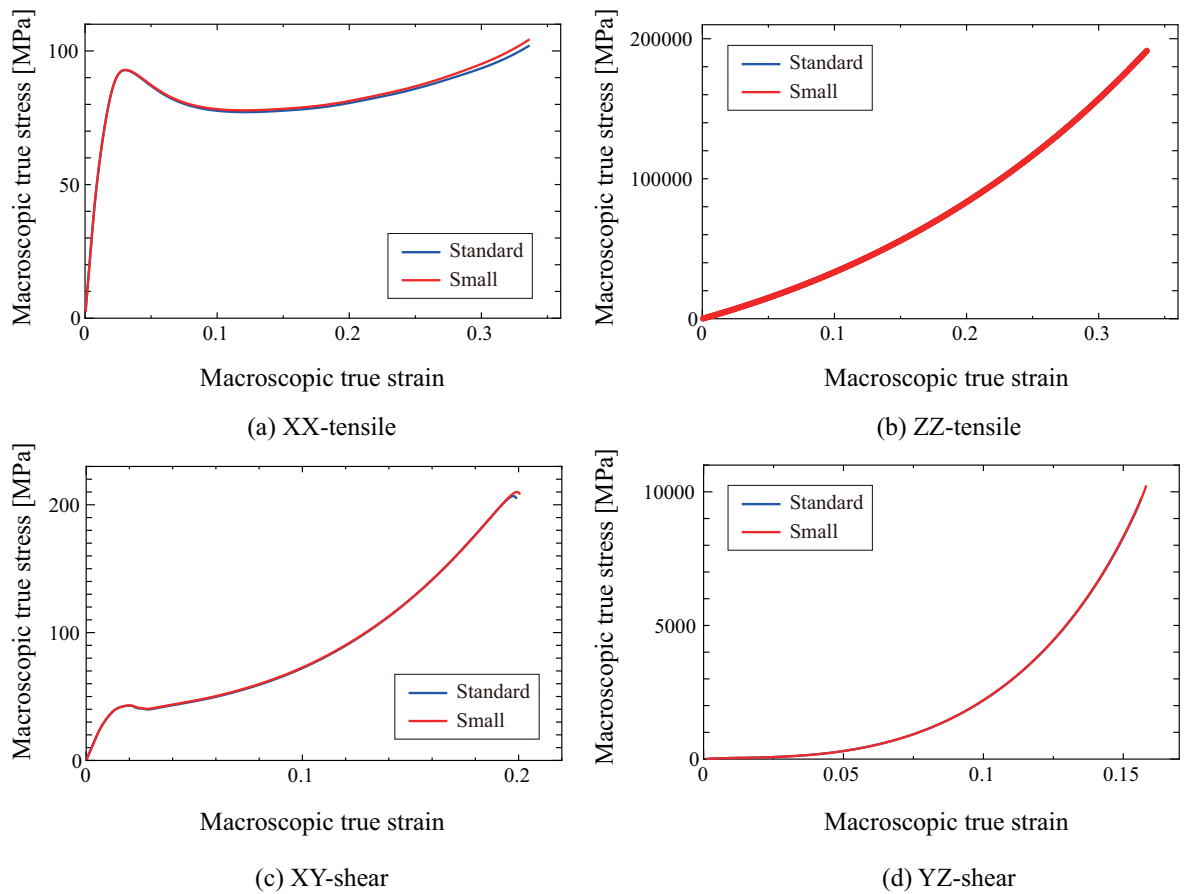 Macroscopic true stress [MPa]
100
50
0
0
0.1
0.2
0.3
Standard
Small
Macroscopic true strain
(a) XX-tensile
Macroscopic true stress [MPa]
200000
100000
0
0
0.1
0.2
0.3
Standard
Small
Macroscopic true strain
(b) ZZ-tensile
Macroscopic true stress [MPa]
200
100
0
0
0.1
0.2
Standard
Small
Macroscopic true strain
(c) XY-shear
Macroscopic true stress [MPa]
10000
5000
0
0
0.05
0.1
0.15
Standard
Small
Macroscopic true strain
(d) YZ-shear